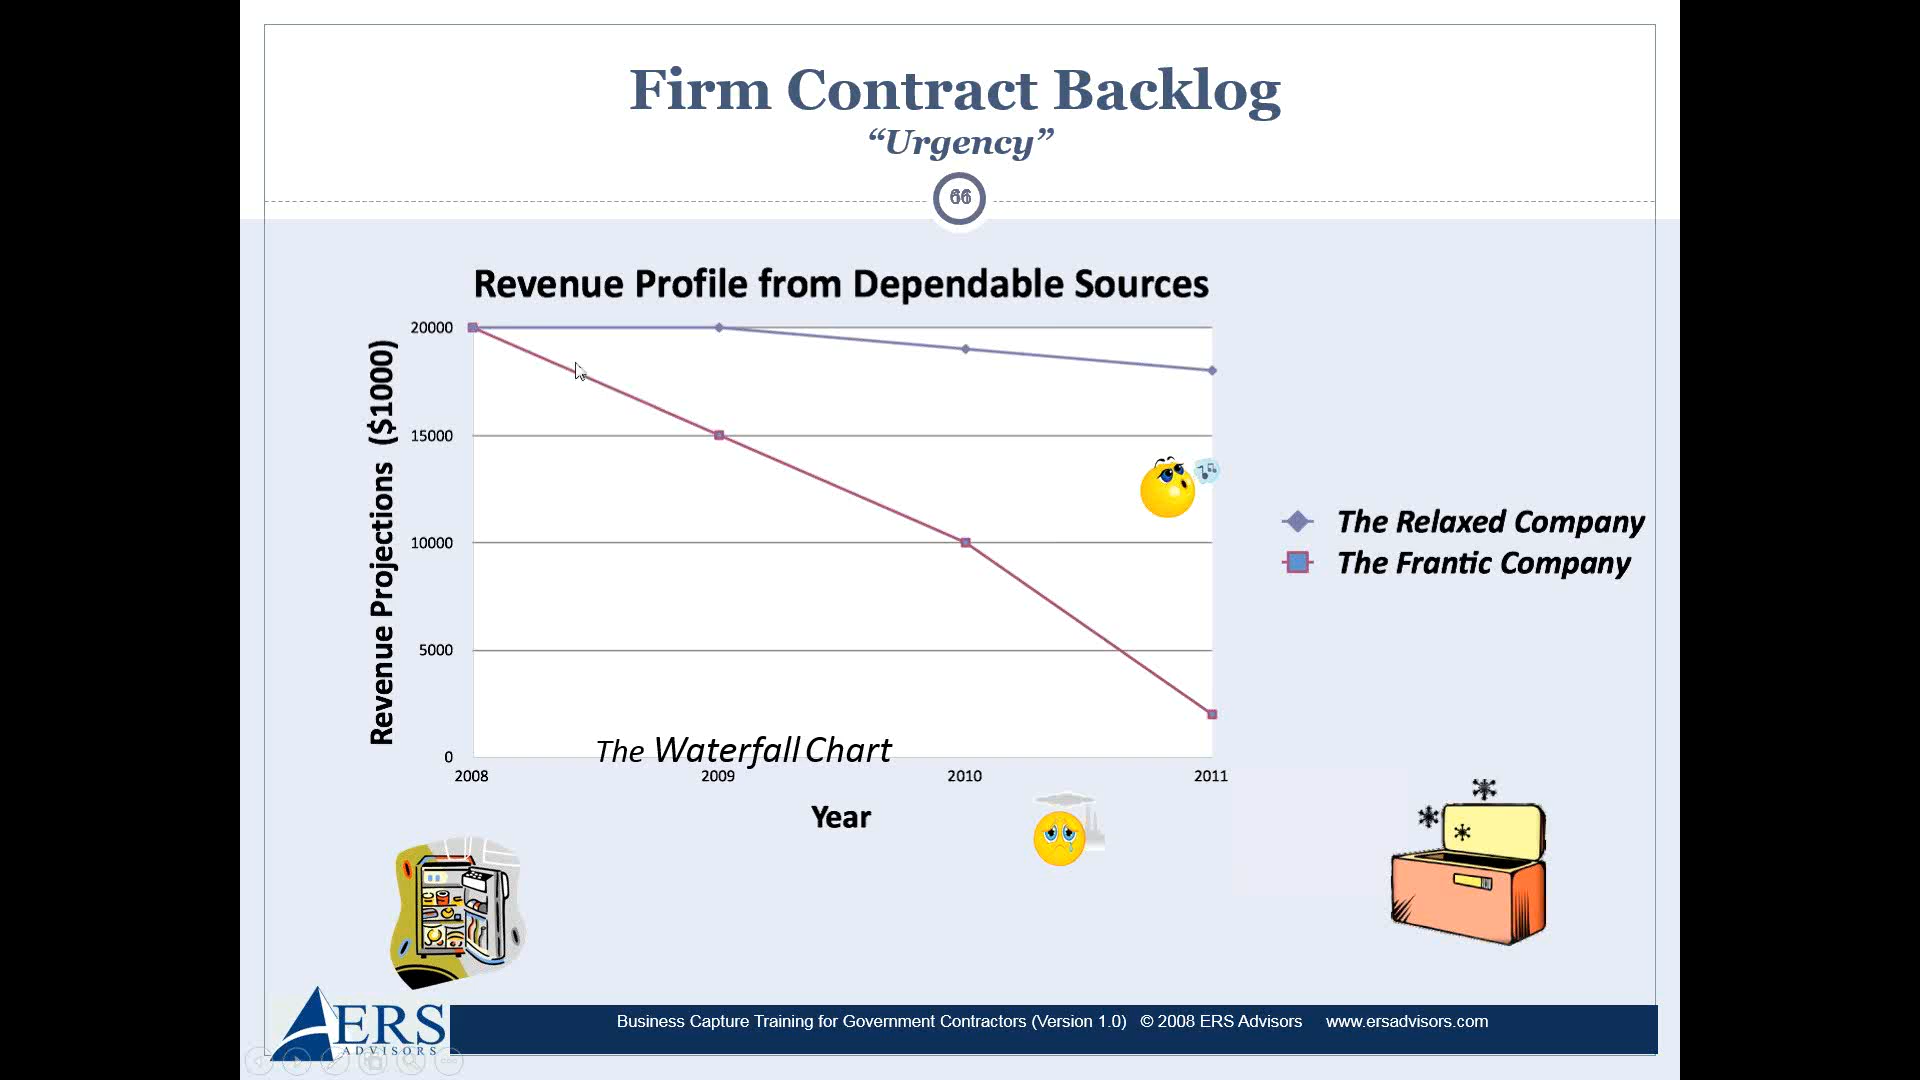 Firm Contract Backlog
“Urgency”
Revenue Profile from Dependable Sources
Revenue Projections ($1000)
20000
15000
10000
5000
0
2008
2009
2010
2011
The Waterfall Chart
Year
The Relaxed Company
The Frantic Company
ERS
ADVISORS
Business Capture Training for Government Contractors (Version 1.0) © 2008 ERS Advisors www.ersadvisors.com